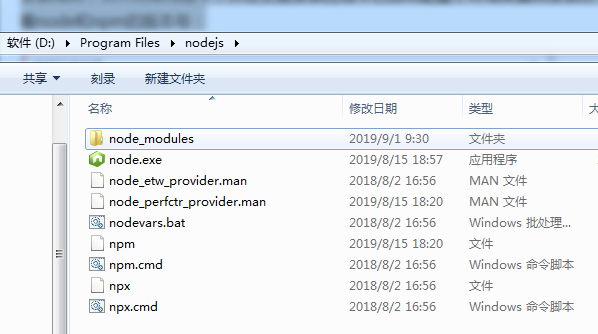 软件 (D:) ▸ Program Files ▸ nodejs ▸
共享 刻录 新建文件夹
名称 修改日期 类型
node_modules 2019/9/1 9:30 文件夹
node.exe 2019/8/15 18:57 应用程序
node_etw_provider.man 2018/8/2 16:56 MAN 文件
node_perfctr_provider.man 2019/8/15 18:20 MAN 文件
nodevars.bat 2018/8/2 16:56 Windows 批处理...
npm 2019/8/15 18:20 文件
npm.cmd 2018/8/2 16:56 Windows 命令脚本
npx 2018/8/2 16:56 文件
npx.cmd 2018/8/2 16:56 Windows 命令脚本